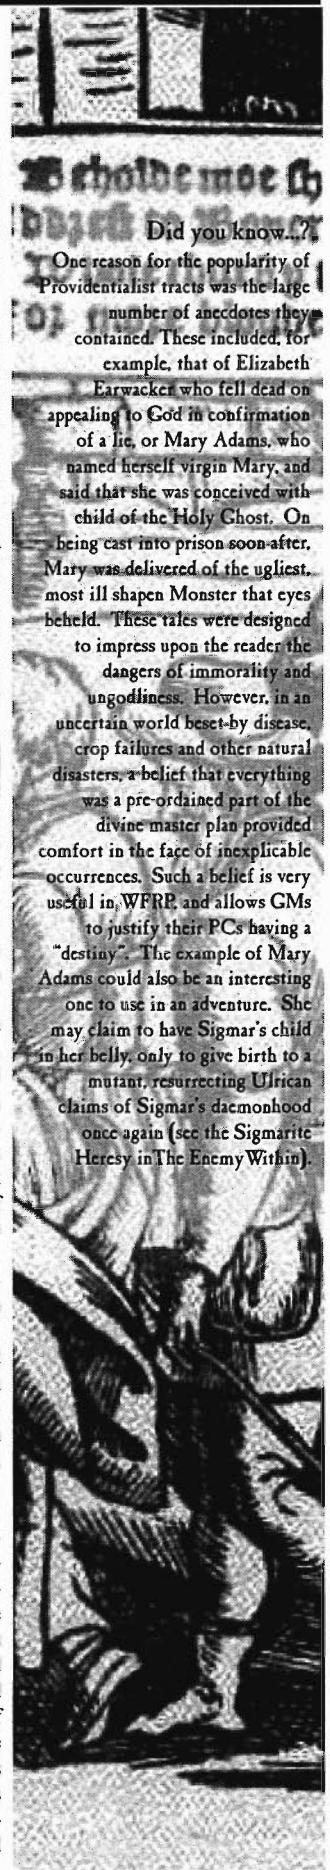 Beholde moe
Did you know...?
One reason for the popularity of
Providentialist tracts was the large
number of anecdotes they
contained. These included, for
example, that of Elizabeth
Earwacker who fell dead on
appealing to God in confirmation
of a lie, or Mary Adams, who
named herself virgin Mary, and
said that she was conceived with
child of the Holy Ghost. On
being cast into prison soon after,
Mary was delivered of the ugliest,
most ill shapen Monster that eyes
beheld. These tales were designed
to impress upon the reader the
dangers of immorality and
ungodliness. However, in an
uncertain world beset by disease,
crop failures and other natural
disasters, a belief that everything
was a pre-ordained part of the
divine master plan provided
comfort in the face of inexplicable
occurrences. Such a belief is very
useful in WFRP, and allows GMs
to justify their PCs having a
"destiny". The example of Mary
Adams could also be an interesting
one to use in an adventure. She
may claim to have Sigmar's child
in her belly, only to give birth to a
mutant, resurrecting Ulrican
claims of Sigmar's daemonhood
once again (see the Sigmarite
Heresy in The Enemy Within).